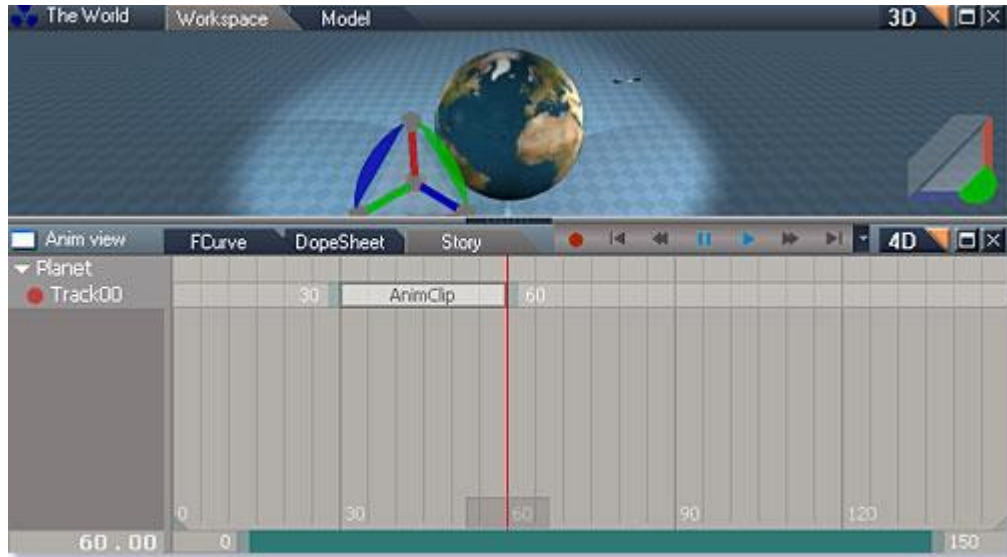 The World Workspace Model 3D
Anim view FCurve DopeSheet Story 4D
Planet
Track00 30 AnimClip 60
0 30 60 90 120
60.00 0 150